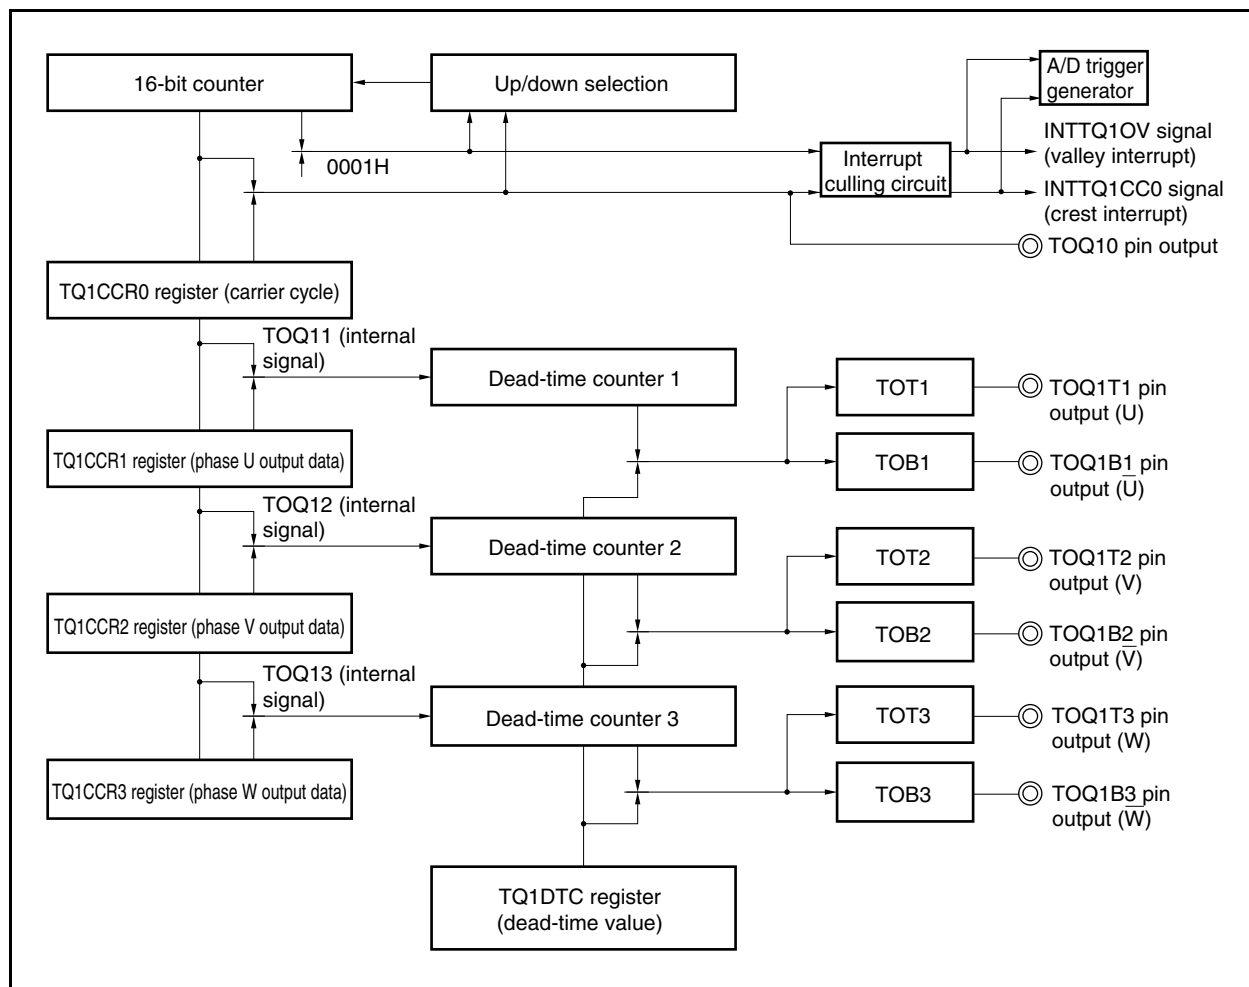 16-bit counter
Up/down selection
A/D trigger
generator
0001H
Interrupt
culling circuit
INTTQ1OV signal
(valley interrupt)
INTTQ1CC0 signal
(crest interrupt)
TOQ10 pin output
TQ1CCR0 register (carrier cycle)
TOQ11 (internal
signal)
Dead-time counter 1
TOT1
TOQ1T1 pin
output (U)
TQ1CCR1 register (phase U output data)
TOB1
TOQ1B1 pin
output (U̅)
TOQ12 (internal
signal)
Dead-time counter 2
TOT2
TOQ1T2 pin
output (V)
TQ1CCR2 register (phase V output data)
TOB2
TOQ1B2 pin
output (V̅)
TOQ13 (internal
signal)
Dead-time counter 3
TOT3
TOQ1T3 pin
output (W)
TQ1CCR3 register (phase W output data)
TOB3
TOQ1B3 pin
output (W̅)
TQ1DTC register
(dead-time value)